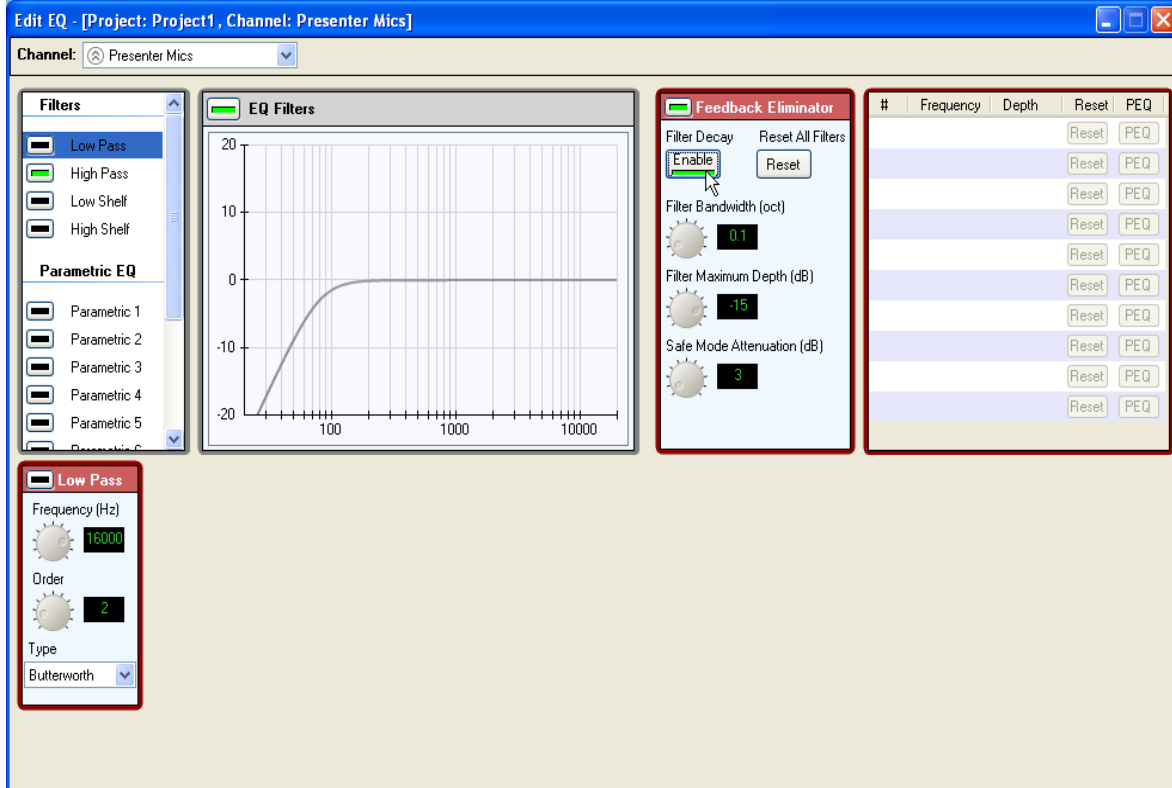 Edit EQ - [Project: Project1 , Channel: Presenter Mics]
Channel: Presenter Mics
Filters
Low Pass
High Pass
Low Shelf
High Shelf
Parametric EQ
Parametric 1
Parametric 2
Parametric 3
Parametric 4
Parametric 5
EQ Filters
20
10
0
-10
-20
100 1000 10000
Feedback Eliminator
Filter Decay Reset All Filters
Enable Reset
Filter Bandwidth (oct)
0.1
Filter Maximum Depth (dB)
-15
Safe Mode Attenuation (dB)
3
# Frequency Depth Reset PEQ
Reset PEQ
Reset PEQ
Reset PEQ
Reset PEQ
Reset PEQ
Reset PEQ
Reset PEQ
Reset PEQ
Reset PEQ
Reset PEQ
Low Pass
Frequency (Hz)
16000
Order
2
Type
Butterworth